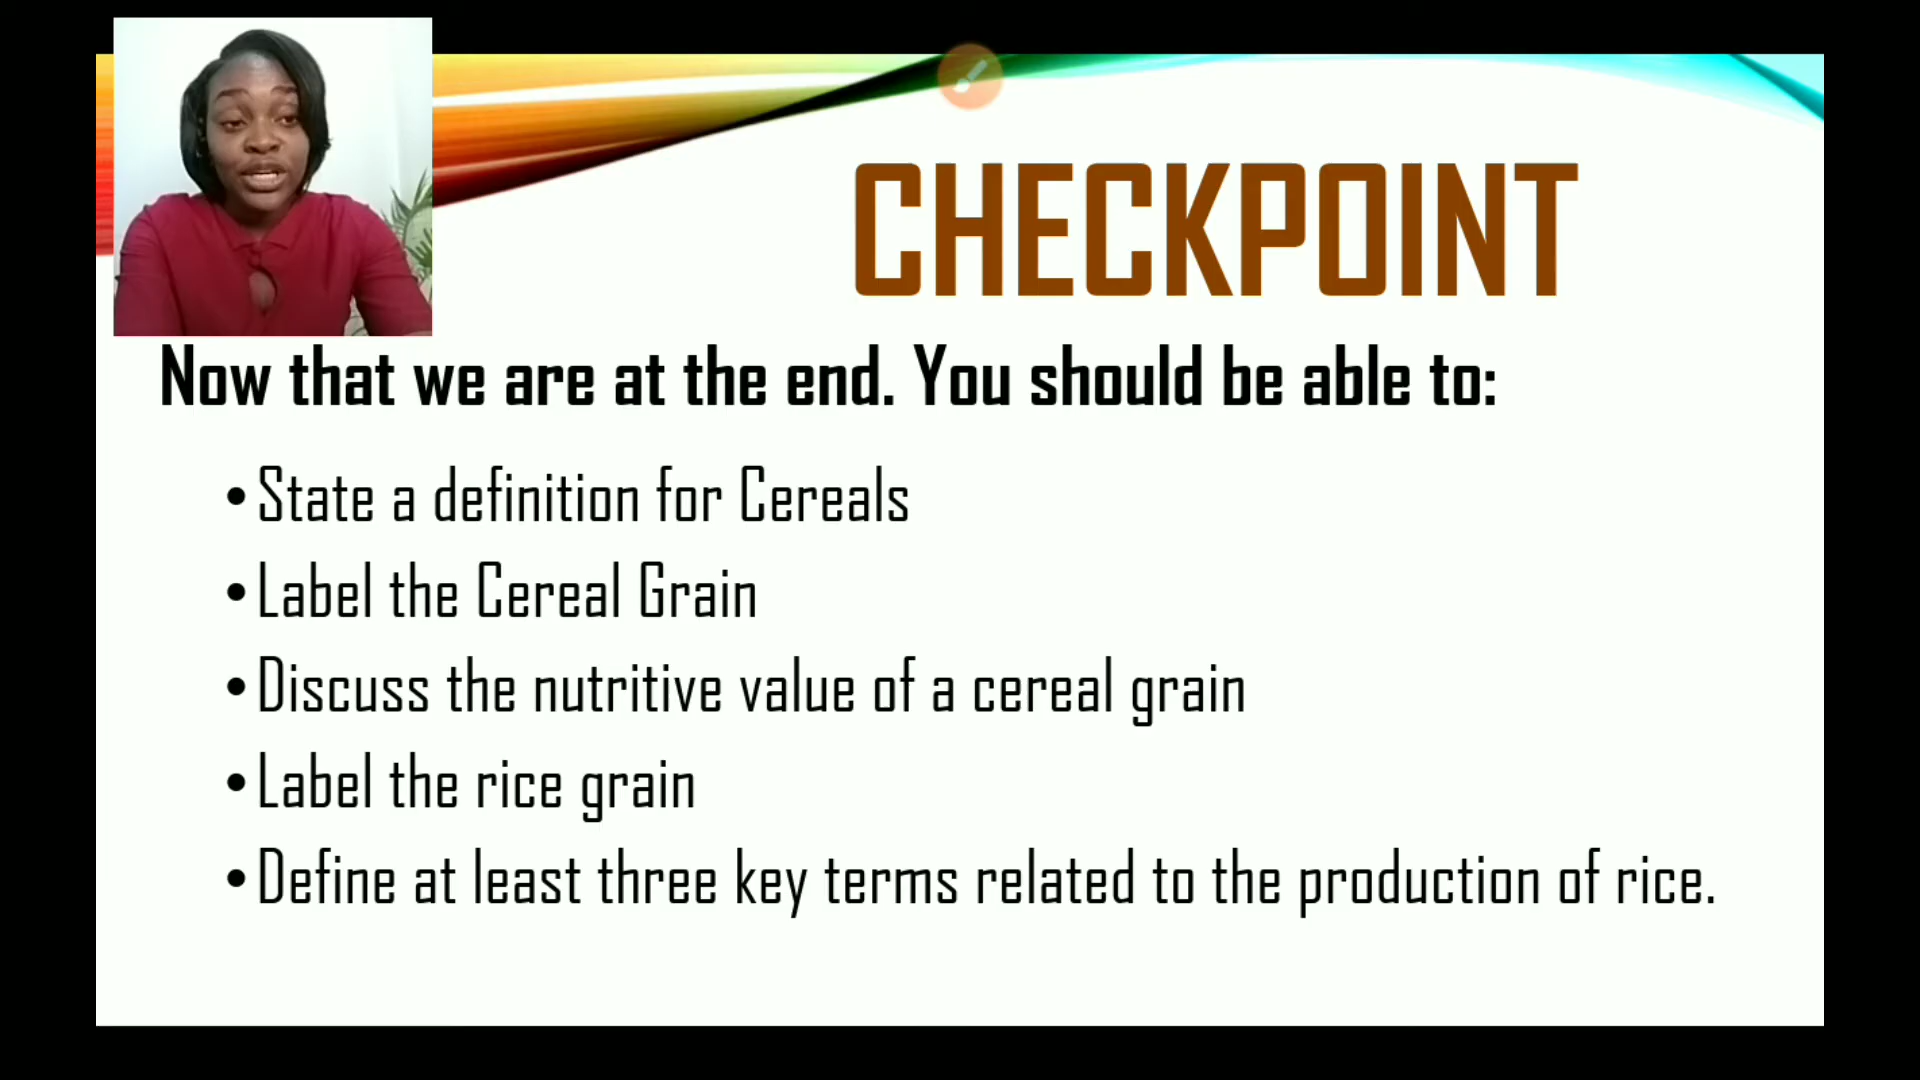 CHECKPOINT
Now that we are at the end. You should be able to:
• State a definition for Cereals
• Label the Cereal Grain
• Discuss the nutritive value of a cereal grain
• Label the rice grain
• Define at least three key terms related to the production of rice.